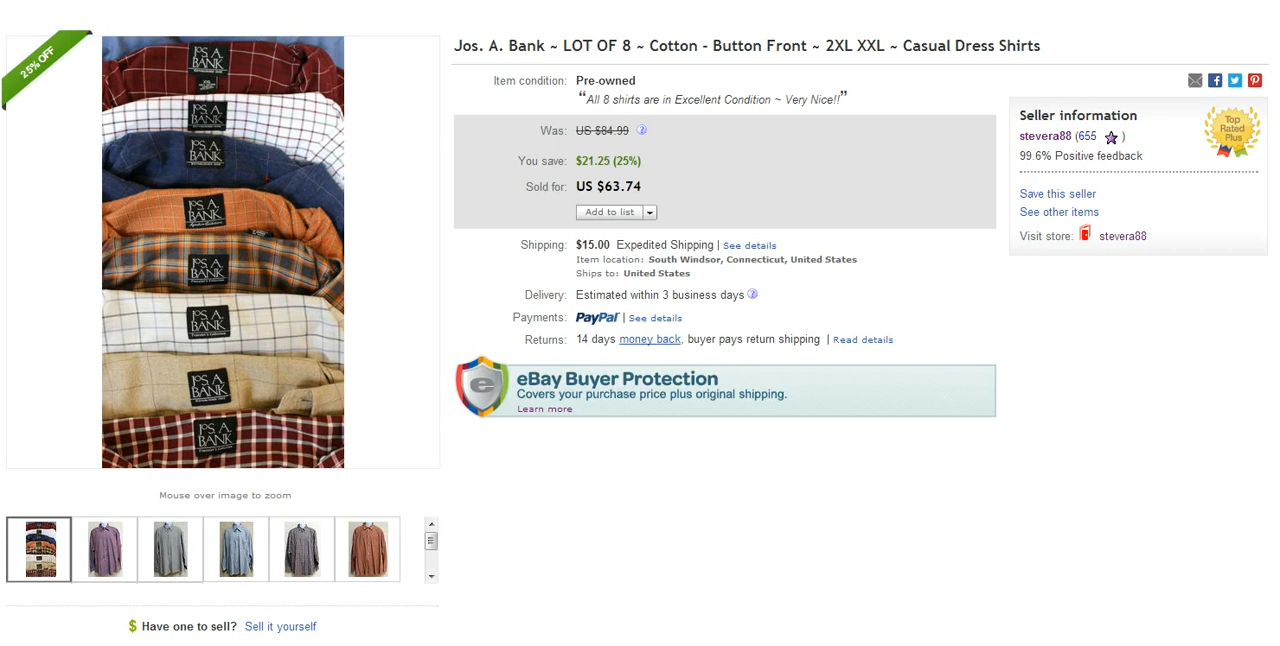 25% OFF
JOS. A. BANK
ESTABLISHED 1905
JOS. A. BANK
JOS. A. BANK
JOS. A. BANK
JOS. A. BANK
JOS. A. BANK
JOS. A. BANK
JOS. A. BANK
Mouse over image to zoom
$ Have one to sell? Sell it yourself
Jos. A. Bank ~ LOT OF 8 ~ Cotton - Button Front ~ 2XL XXL ~ Casual Dress Shirts
Item condition: Pre-owned
“All 8 shirts are in Excellent Condition ~ Very Nice!!”
Was: US $84.99 ?
You save: $21.25 (25%)
Sold for: US $63.74
Add to list
Shipping: $15.00 Expedited Shipping | See details
Item location: South Windsor, Connecticut, United States
Ships to: United States
Delivery: Estimated within 3 business days ?
Payments: PayPal | See details
Returns: 14 days money back, buyer pays return shipping | Read details
e
eBay Buyer Protection
Covers your purchase price plus original shipping.
Learn more
Seller information
stevera88 (655 )
99.6% Positive feedback
Top
Rated
Plus
Save this seller
See other items
Visit store: stevera88